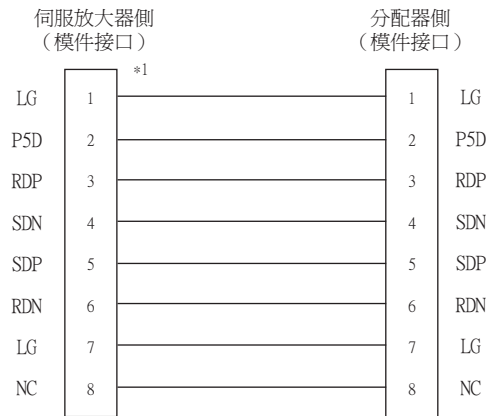 伺服放大器側
（模件接口）
分配器側
（模件接口）
*1
LG 1 1 LG
P5D 2 2 P5D
RDP 3 3 RDP
SDN 4 4 SDN
SDP 5 5 SDP
RDN 6 6 RDN
LG 7 7 LG
NC 8 8 NC